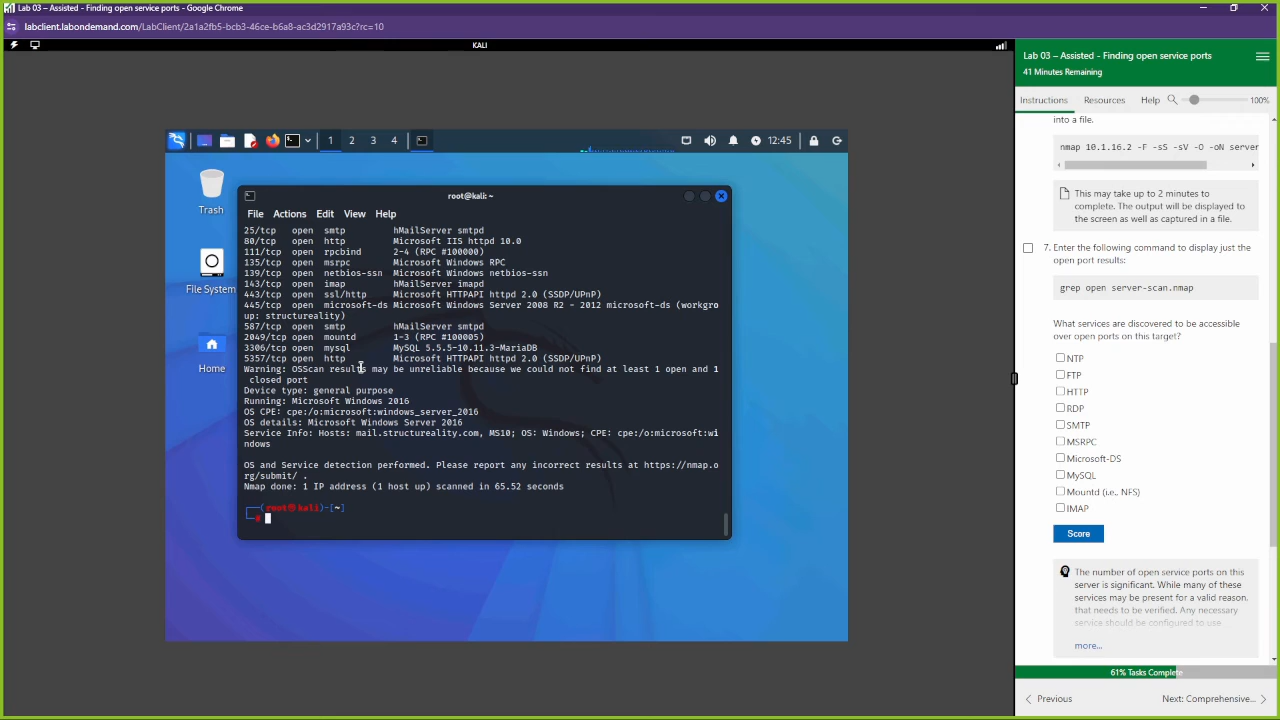 Lab 03 – Assisted - Finding open service ports - Google Chrome
labclient.labondemand.com/LabClient/2a1a2fb5-bcb3-46ce-b6a8-ac3d2917a93c?rc=10
KALI
1 2 3 4
12:45
Trash
File System
Home
root@kali: ~
File Actions Edit View Help
25/tcp open smtp hMailServer smtpd
80/tcp open http Microsoft IIS httpd 10.0
111/tcp open rpcbind 2-4 (RPC #100000)
135/tcp open msrpc Microsoft Windows RPC
139/tcp open netbios-ssn Microsoft Windows netbios-ssn
143/tcp open imap hMailServer imapd
443/tcp open ssl/http Microsoft HTTPAPI httpd 2.0 (SSDP/UPnP)
445/tcp open microsoft-ds Microsoft Windows Server 2008 R2 - 2012 microsoft-ds (workgro
up: structureality)
587/tcp open smtp hMailServer smtpd
2049/tcp open mountd 1-3 (RPC #100005)
3306/tcp open mysql MySQL 5.5.5-10.11.3-MariaDB
5357/tcp open http Microsoft HTTPAPI httpd 2.0 (SSDP/UPnP)
Warning: OSScan results may be unreliable because we could not find at least 1 open and 1
closed port
Device type: general purpose
Running: Microsoft Windows 2016
OS CPE: cpe:/o:microsoft:windows_server_2016
OS details: Microsoft Windows Server 2016
Service Info: Hosts: mail.structureality.com, MS10; OS: Windows; CPE: cpe:/o:microsoft:wi
ndows
OS and Service detection performed. Please report any incorrect results at https://nmap.o
rg/submit/ .
Nmap done: 1 IP address (1 host up) scanned in 65.52 seconds
(root@kali)-[~]
#
Lab 03 – Assisted - Finding open service ports
41 Minutes Remaining
Instructions Resources Help 100%
into a file.
nmap 10.1.16.2 -F -sS -sV -O -oN server
This may take up to 2 minutes to
complete. The output will be displayed to
the screen as well as captured in a file.
7. Enter the following command to display just the
open port results:
grep open server-scan.nmap
What services are discovered to be accessible
over open ports on this target?
NTP
FTP
HTTP
RDP
SMTP
MSRPC
Microsoft-DS
MySQL
Mountd (i.e., NFS)
IMAP
Score
The number of open service ports on this
server is significant. While many of these
services may be present for a valid reason,
that needs to be verified. Any necessary
service should be configured to use
more...
61% Tasks Complete
Previous Next: Comprehensive...